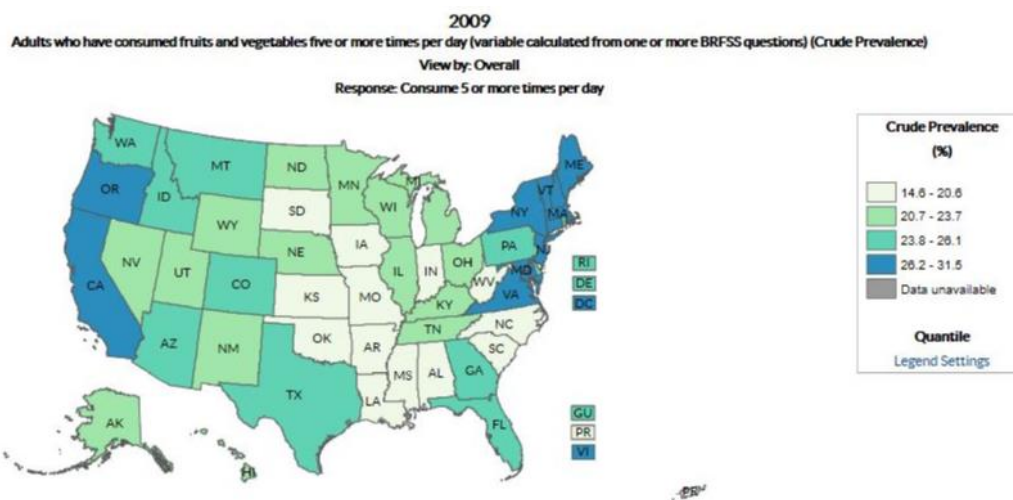 2009
Adults who have consumed fruits and vegetables five or more times per day (variable calculated from one or more BRFSS questions) (Crude Prevalence)
View by: Overall
Response: Consume 5 or more times per day
Crude Prevalence
(%)
14.6 - 20.6
20.7 - 23.7
23.8 - 26.1
26.2 - 31.5
Data unavailable
Quantile
Legend Settings
WA
MT
ND
MN
MI
ME
VT
OR
ID
SD
WI
NY
MA
WY
IA
PA
NJ
NE
IL
IN
OH
MD
NV
UT
CO
KS
MO
WV
VA
CA
KY
NC
AZ
NM
OK
AR
TN
SC
TX
LA
MS
AL
GA
FL
AK
HI
RI
DE
DC
GU
PR
VI